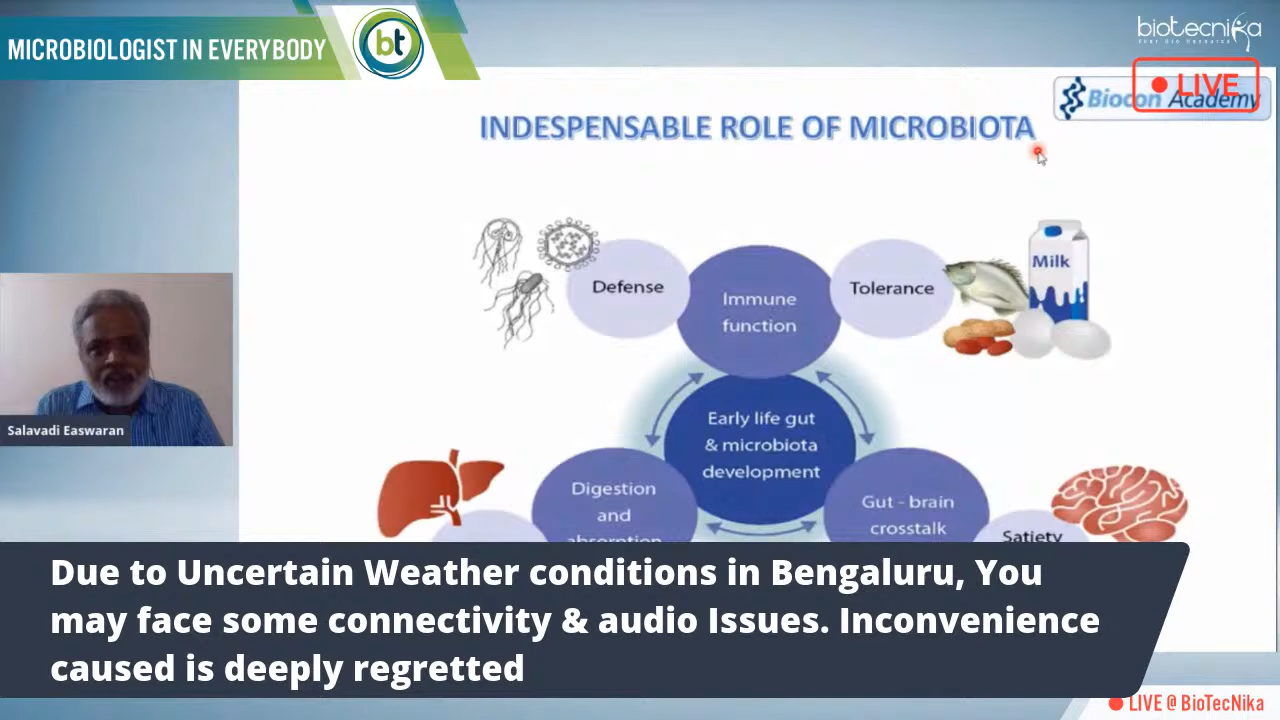 MICROBIOLOGIST IN EVERYBODY
bt
biotecnika
LIVE
Biocon Academy
INDESPENSABLE ROLE OF MICROBIOTA
Defense
Immune
function
Tolerance
Milk
Early life gut
& microbiota
development
Salavadi Easwaran
Digestion
and
absorption
Gut - brain
crosstalk
Satiety
Due to Uncertain Weather conditions in Bengaluru, You
may face some connectivity & audio Issues. Inconvenience
caused is deeply regretted
LIVE @ BioTecNika